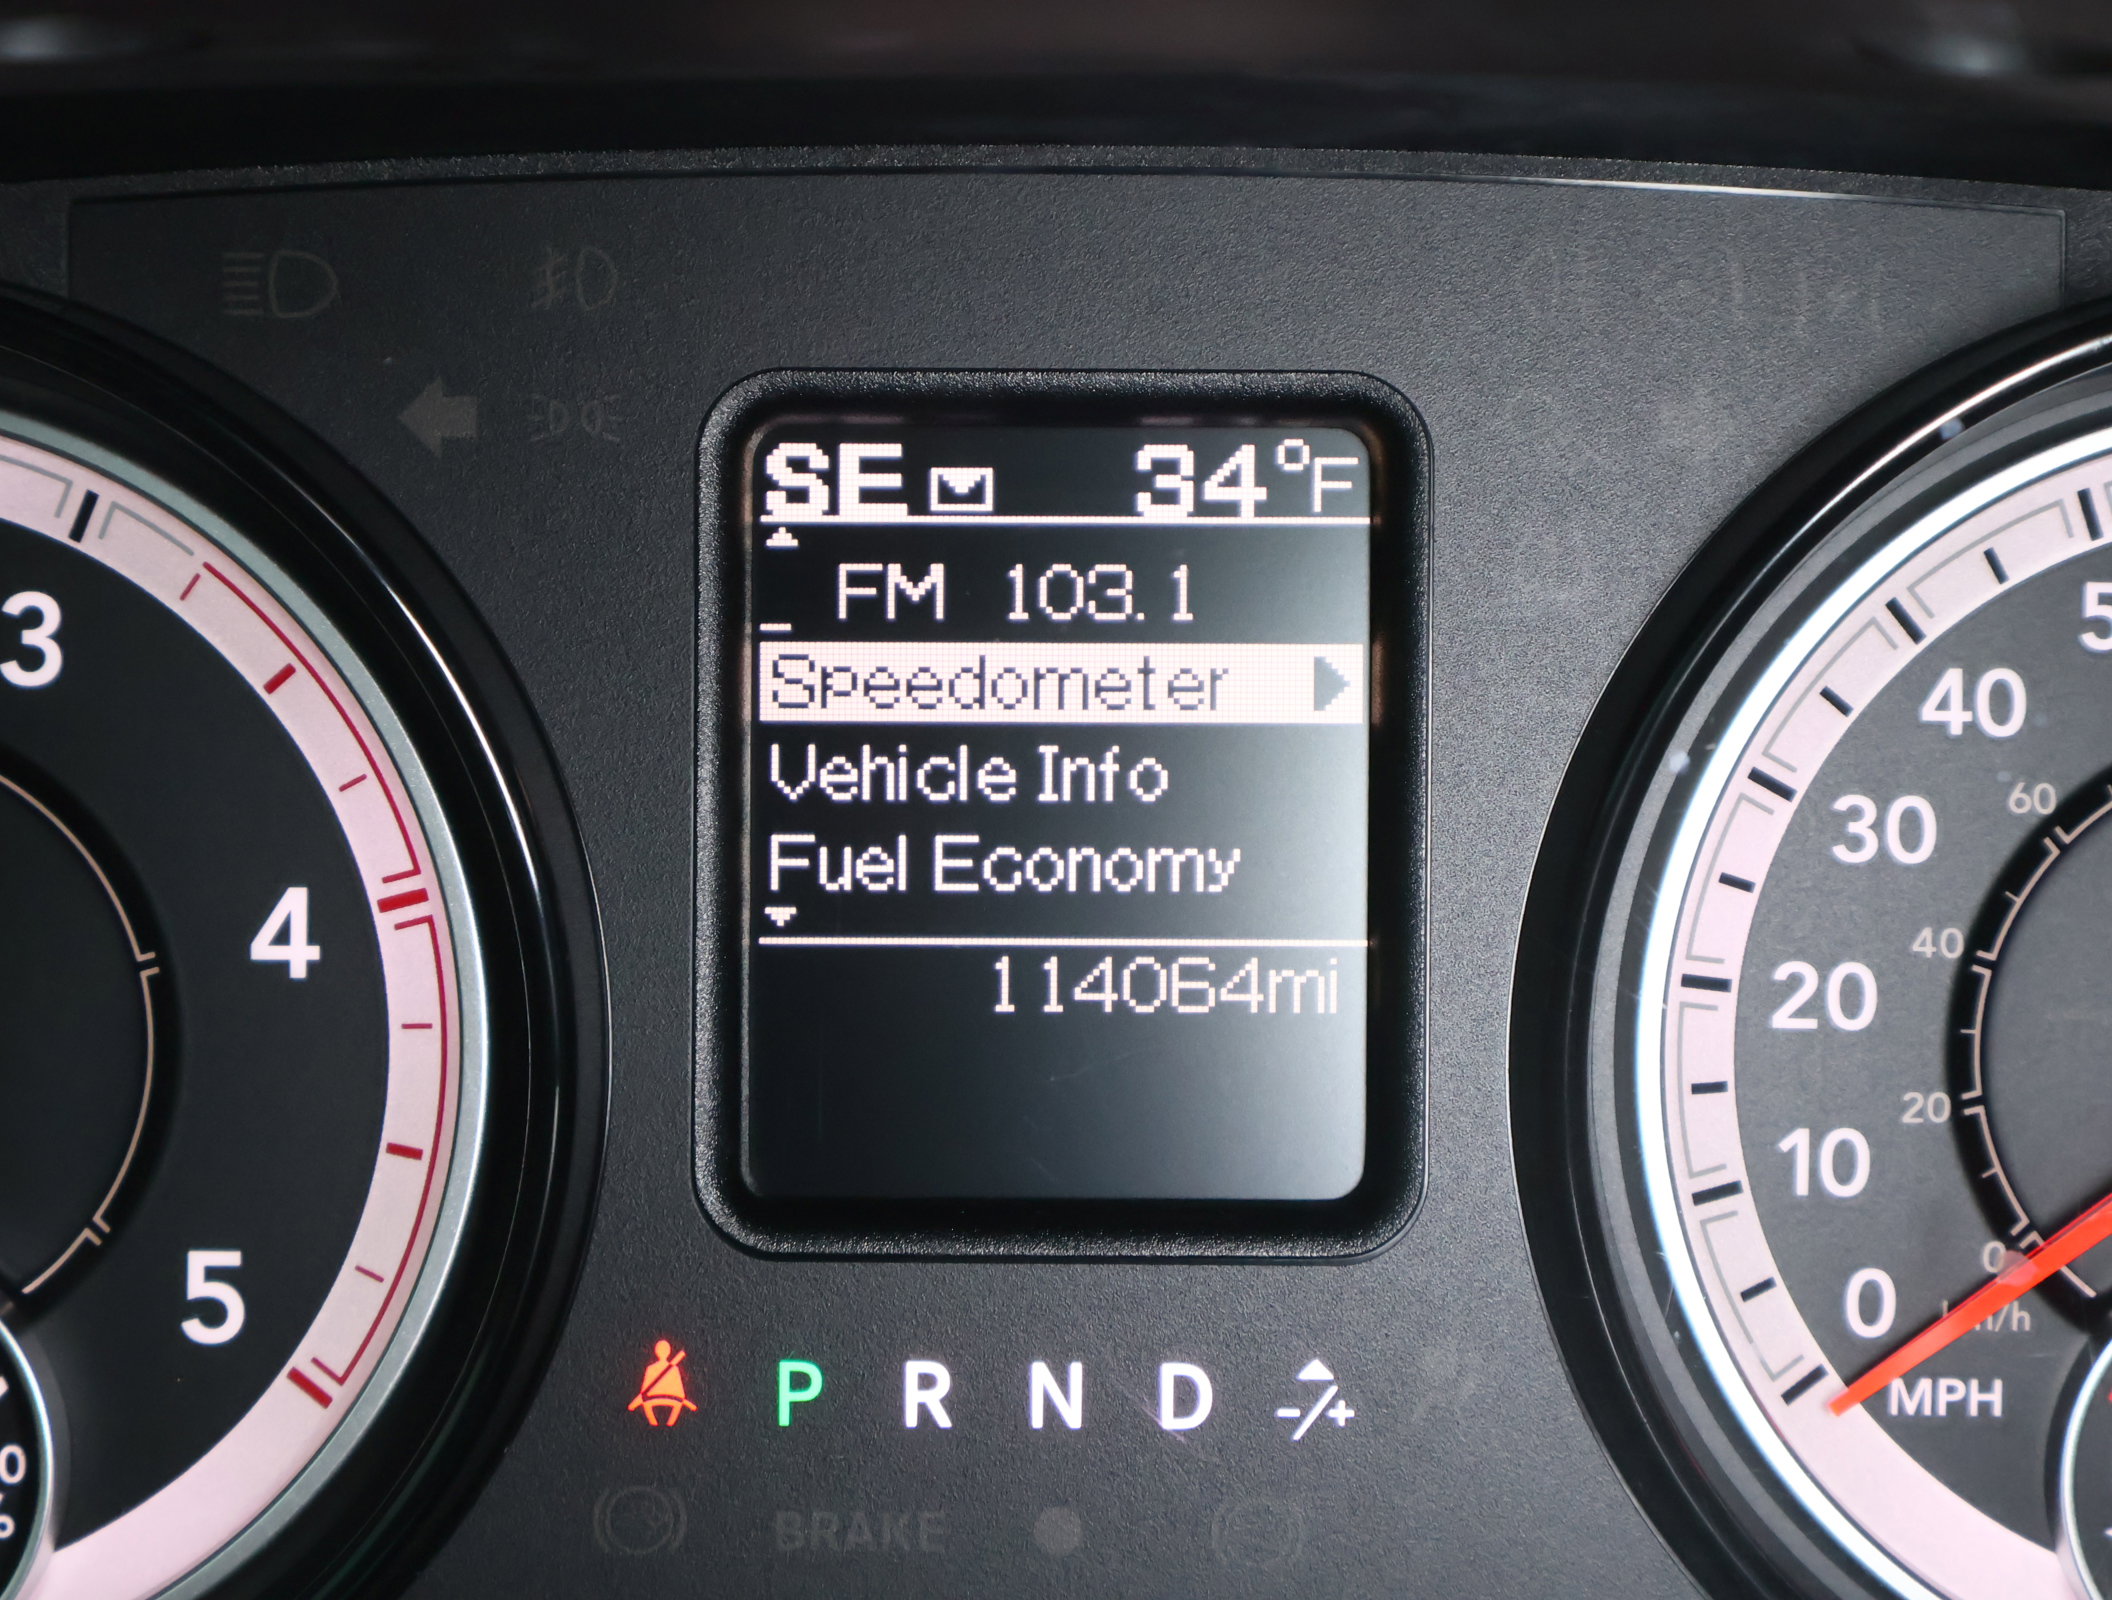 SE 34°F
FM 103.1
Speedometer
Vehicle Info
Fuel Economy
114064mi
3
4
5
P R N D -/+
BRAKE
40
30
20
10
0
MPH
60
40
20
0